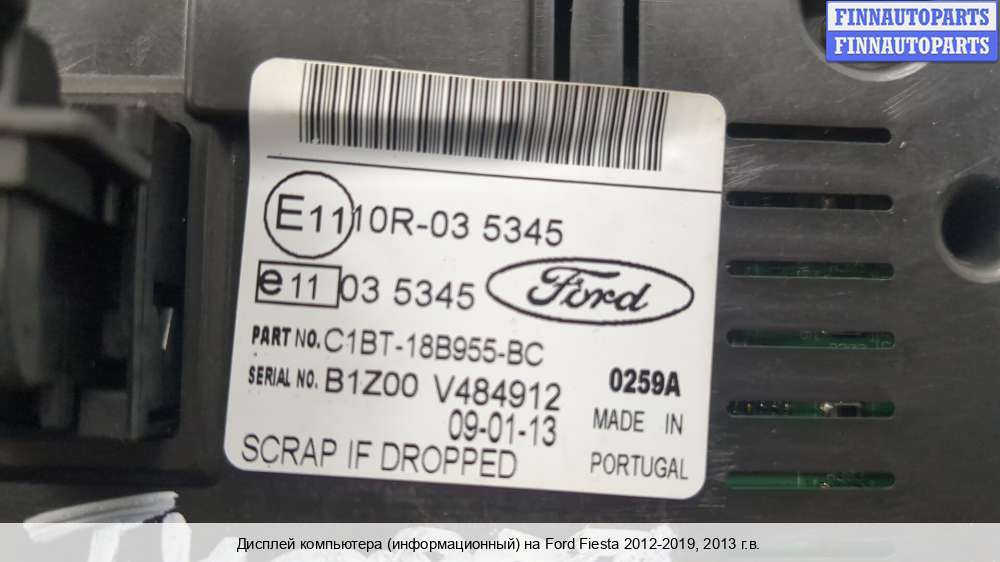 FINNAUTOPARTS
FINNAUTOPARTS
E11 10R-03 5345
e11 03 5345 Ford
PART NO. C1BT-18B955-BC
SERIAL NO. B1Z00 V484912 0259A
09-01-13 MADE IN
SCRAP IF DROPPED PORTUGAL
Дисплей компьютера (информационный) на Ford Fiesta 2012-2019, 2013 г.в.